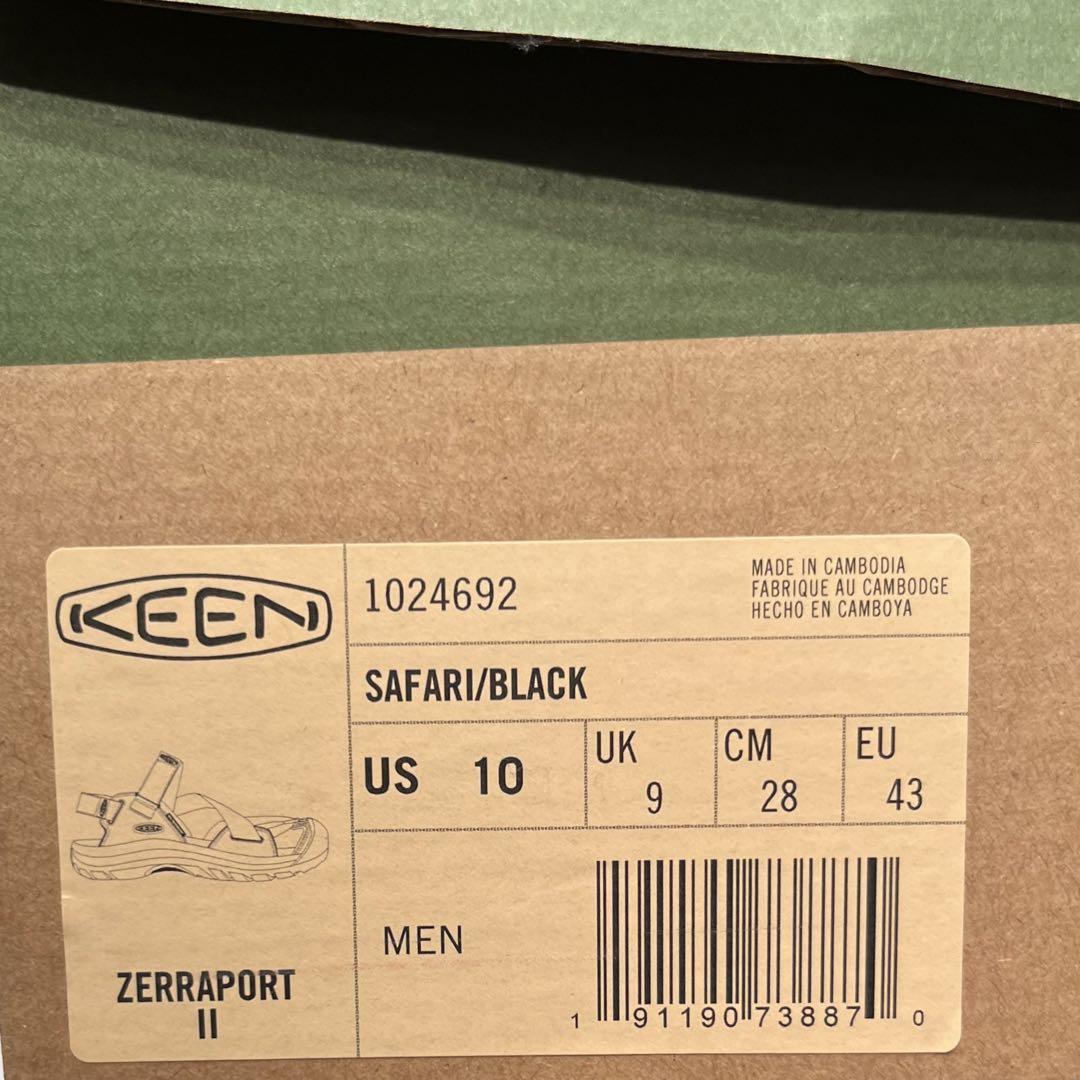 KEEN
1024692
MADE IN CAMBODIA
FABRIQUE AU CAMBODGE
HECHO EN CAMBOYA
SAFARI/BLACK
US 10
UK 9
CM 28
EU 43
KEEN
MEN
ZERRAPORT
II
1 91190 73887 0